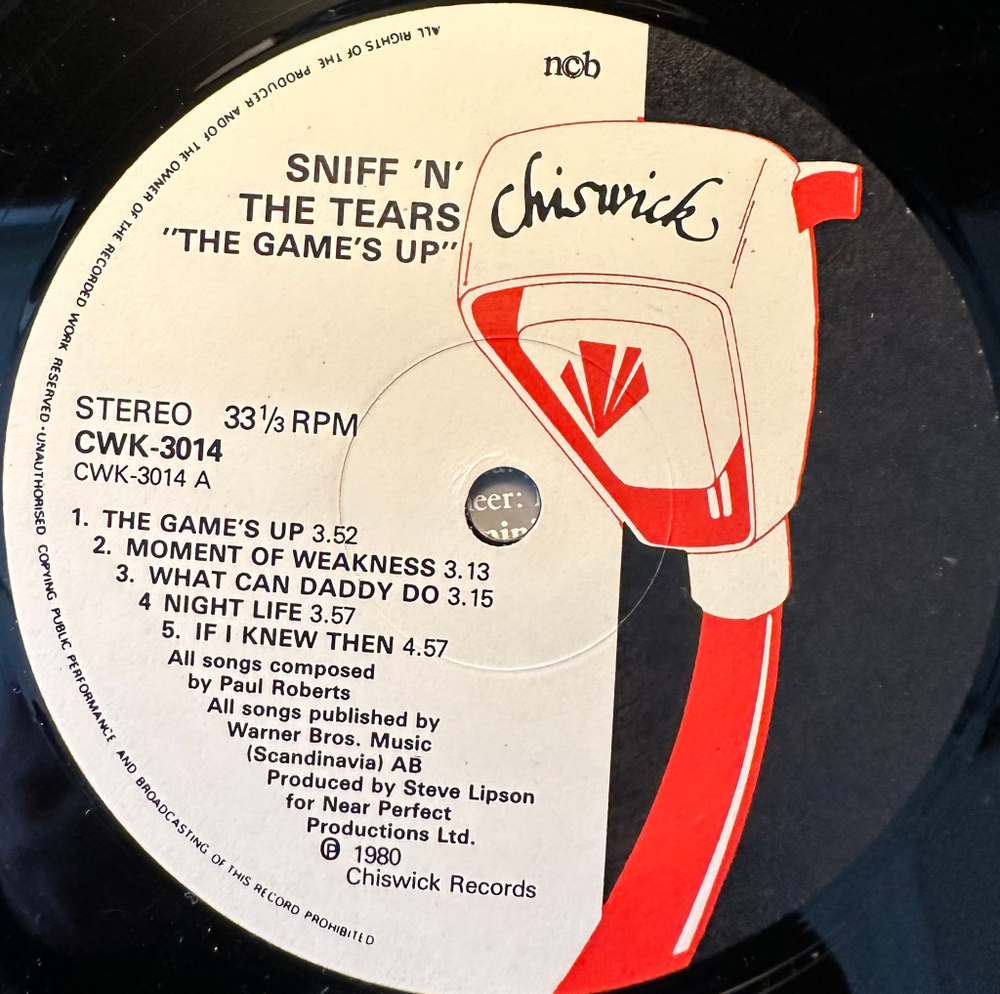 ALL RIGHTS OF THE PRODUCER AND OF THE OWNER OF THE RECORDED WORK RESERVED · UNAUTHORISED COPYING PUBLIC PERFORMANCE AND BROADCASTING OF THIS RECORD PROHIBITED
ncb
chiswick
SNIFF 'N'
THE TEARS
"THE GAME'S UP"
STEREO 33 1/3 RPM
CWK-3014
CWK-3014 A
eer:
1. THE GAME'S UP 3.52
2. MOMENT OF WEAKNESS 3.13
3. WHAT CAN DADDY DO 3.15
4 NIGHT LIFE 3.57
5. IF I KNEW THEN 4.57
All songs composed
by Paul Roberts
All songs published by
Warner Bros. Music
(Scandinavia) AB
Produced by Steve Lipson
for Near Perfect
Productions Ltd.
Ⓟ 1980
Chiswick Records